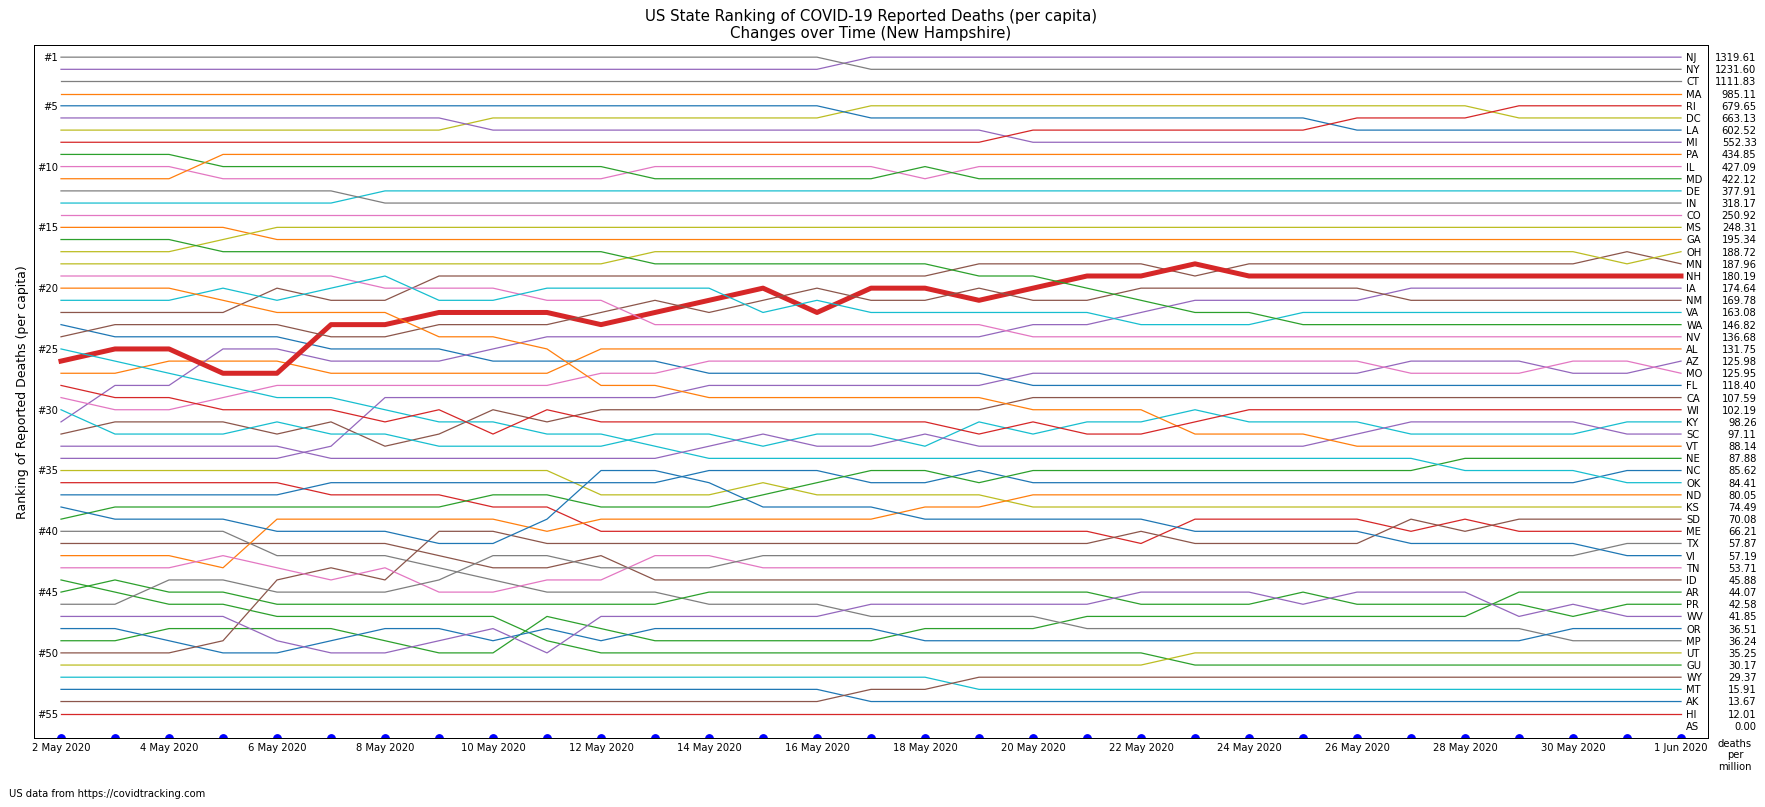 US State Ranking of COVID-19 Reported Deaths (per capita)
Changes over Time (New Hampshire)
Ranking of Reported Deaths (per capita)
#1
#5
#10
#15
#20
#25
#30
#35
#40
#45
#50
#55
NJ 1319.61
NY 1231.60
CT 1111.83
MA 985.11
RI 679.65
DC 663.13
LA 602.52
MI 552.33
PA 434.85
IL 427.09
MD 422.12
DE 377.91
IN 318.17
CO 250.92
MS 248.31
GA 195.34
OH 188.72
MN 187.96
NH 180.19
IA 174.64
NM 169.78
VA 163.08
WA 146.82
NV 136.68
AL 131.75
AZ 125.98
MO 125.95
FL 118.40
CA 107.59
WI 102.19
KY 98.26
SC 97.11
VT 88.14
NE 87.88
NC 85.62
OK 84.41
ND 80.05
KS 74.49
SD 70.08
ME 66.21
TX 57.87
VI 57.19
TN 53.71
ID 45.88
AR 44.07
PR 42.58
WV 41.85
OR 36.51
MP 36.24
UT 35.25
GU 30.17
WY 29.37
MT 15.91
AK 13.67
HI 12.01
AS 0.00
2 May 2020 4 May 2020 6 May 2020 8 May 2020 10 May 2020 12 May 2020 14 May 2020 16 May 2020 18 May 2020 20 May 2020 22 May 2020 24 May 2020 26 May 2020 28 May 2020 30 May 2020 1 Jun 2020
deaths
per
million
US data from https://covidtracking.com